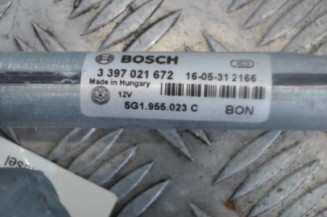 BOSCH
3 397 021 672 16-05-31 2166
Made in Hungary
12V
5G1.955.023 C BON